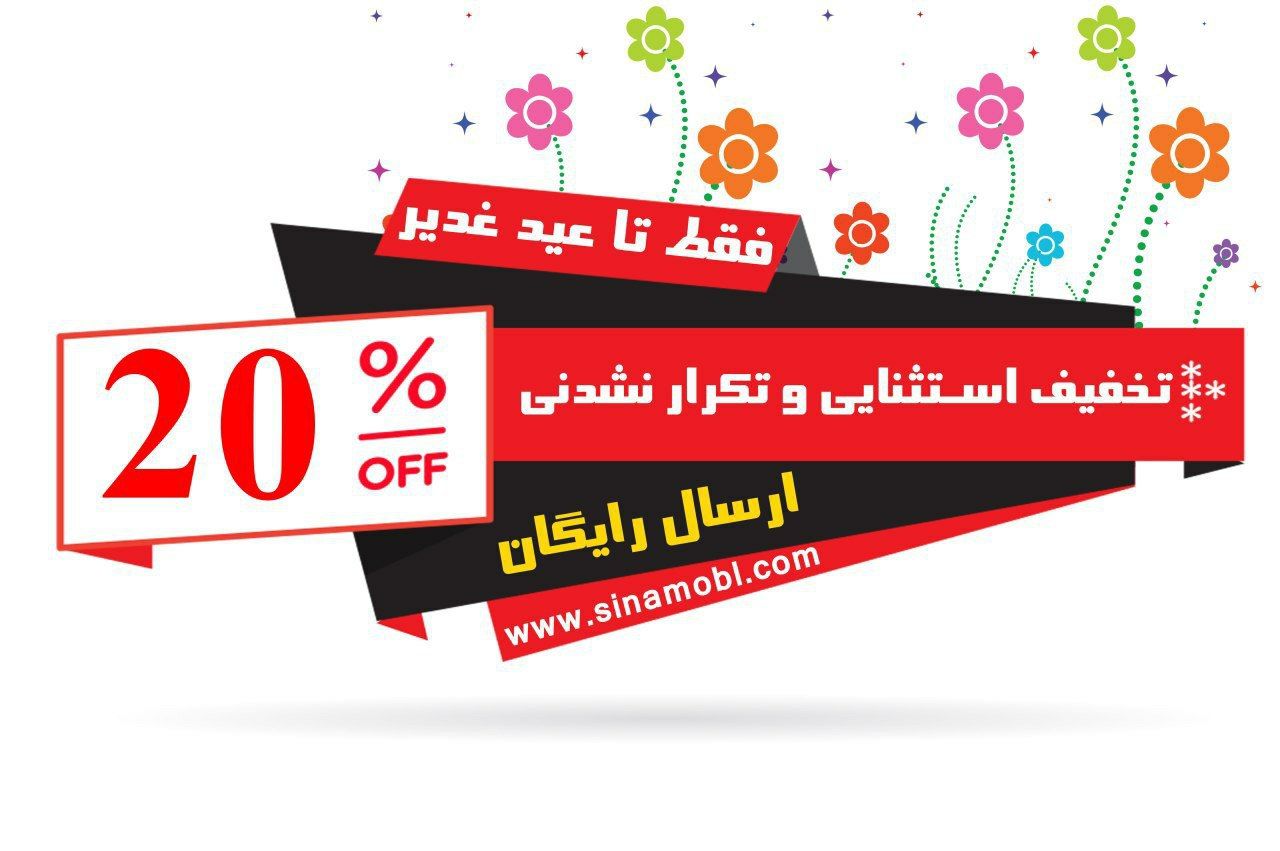 فقط تا عید غدیر
تخفیف استثنایی و تکرار نشدنی
20 % OFF
ارسال رایگان
www.sinamobl.com